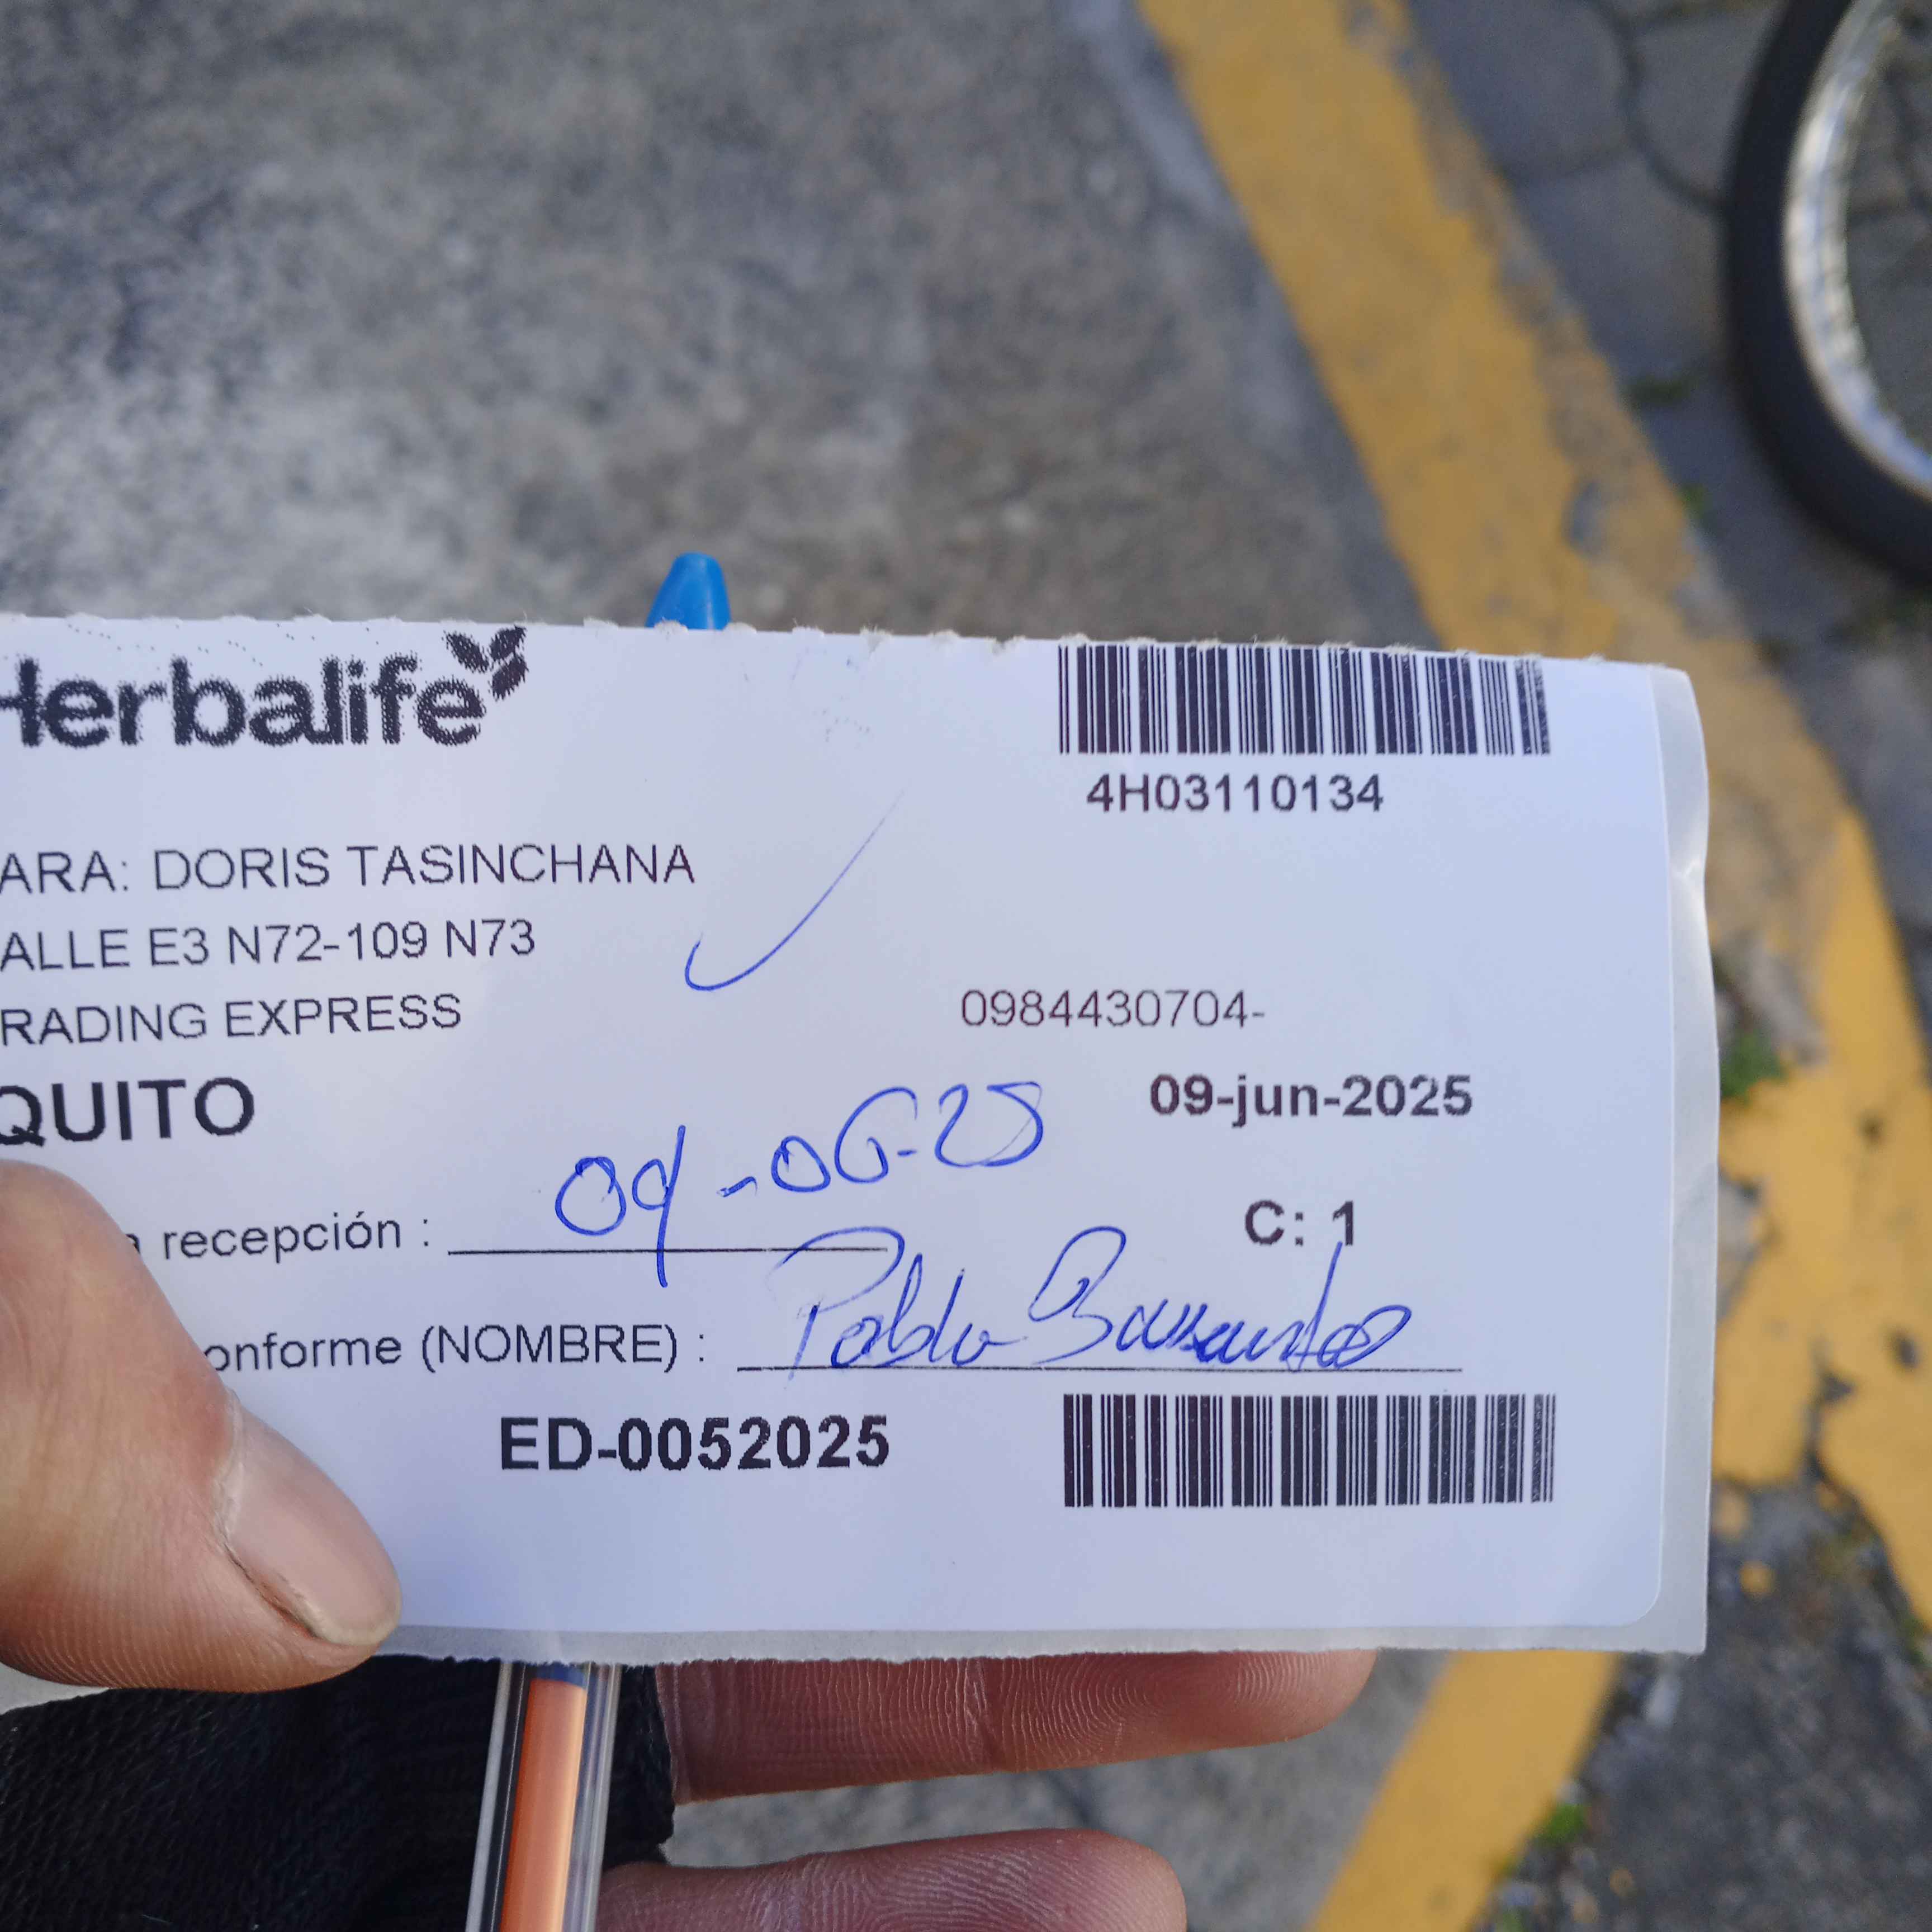 Herbalife
4H03110134
ARA: DORIS TASINCHANA
ALLE E3 N72-109 N73
RADING EXPRESS
0984430704-
QUITO
09-jun-2025
recepción : 09-06-25
C: 1
onforme (NOMBRE) : Pablo
ED-0052025